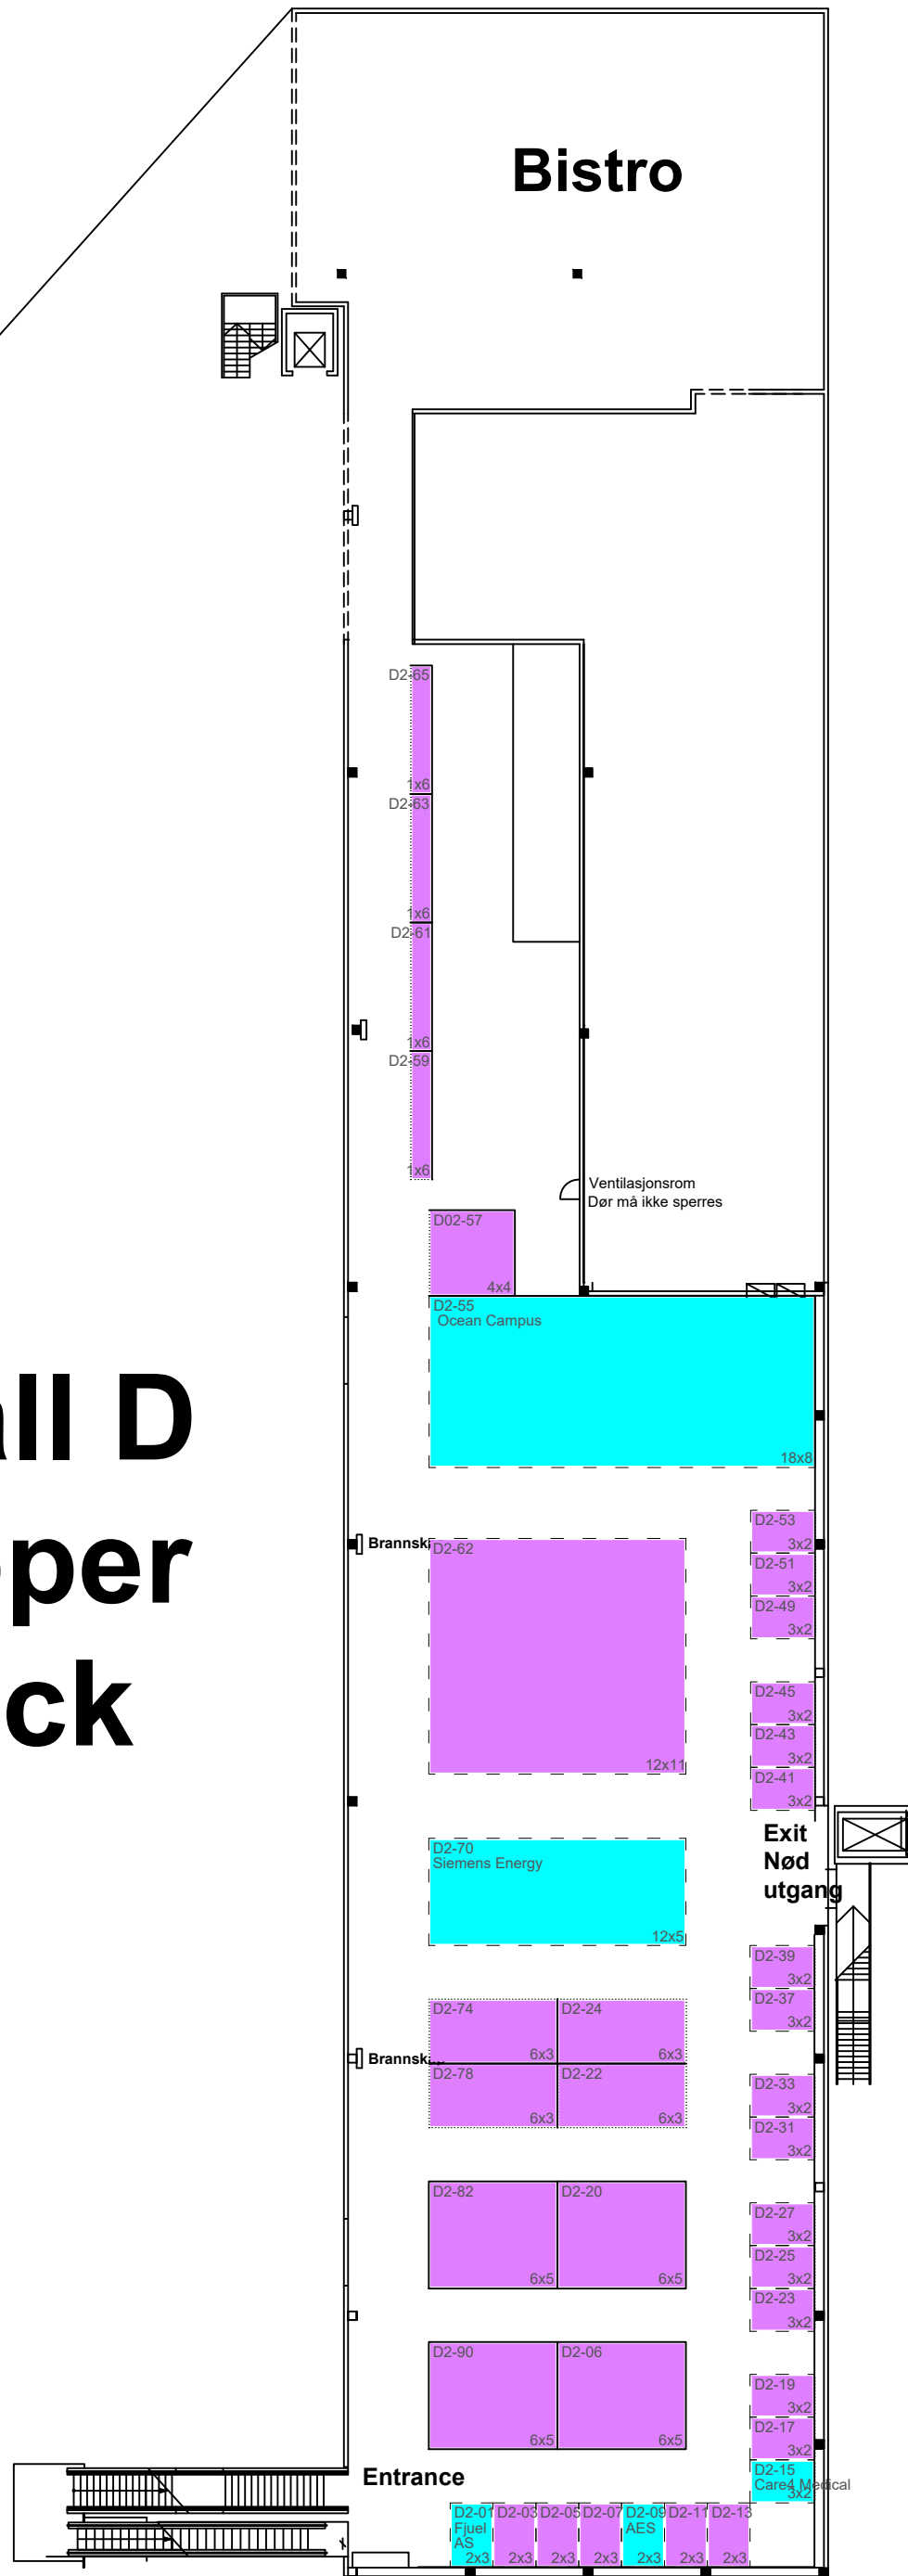 Bistro
D2-65
1x6
D2-63
1x6
D2-61
1x6
D2-59
1x6
Ventilasjonsrom
Dør må ikke sperres
D02-57
4x4
D2-55
Ocean Campus
18x8
all D
per
ck
D2-53
3x2
Brannsk
D2-62
D2-51
3x2
D2-49
3x2
D2-45
3x2
D2-43
3x2
12x11
D2-41
3x2
Exit
Nød
utgang
D2-70
Siemens Energy
12x5
D2-39
3x2
D2-37
3x2
D2-74
6x3
D2-24
6x3
Brannsk
D2-78
6x3
D2-22
6x3
D2-33
3x2
D2-31
3x2
D2-82
6x5
D2-20
6x5
D2-27
3x2
D2-25
3x2
D2-23
3x2
D2-90
6x5
D2-06
6x5
D2-19
3x2
D2-17
3x2
D2-15
Care4 Medical
3x2
Entrance
D2-01
Fjuel
AS
2x3
D2-03
2x3
D2-05
2x3
D2-07
2x3
D2-09
AES
2x3
D2-11
2x3
D2-13
2x3